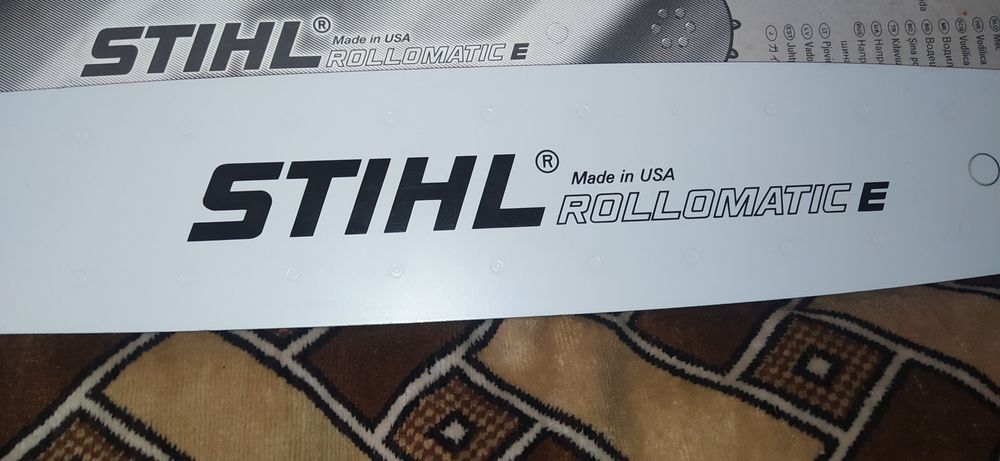 STIHL®
Made in USA
ROLLOMATIC E
STIHL®
Made in USA
ROLLOMATIC E